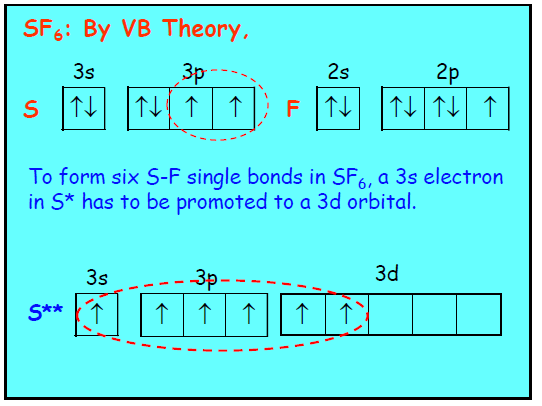 SF₆: By VB Theory,
3s 3p 2s 2p
S ↑↓ ↑↓ ↑ ↑ F ↑↓ ↑↓ ↑↓ ↑
To form six S-F single bonds in SF₆, a 3s electron
in S* has to be promoted to a 3d orbital.
3s 3p 3d
S** ↑ ↑ ↑ ↑ ↑ ↑